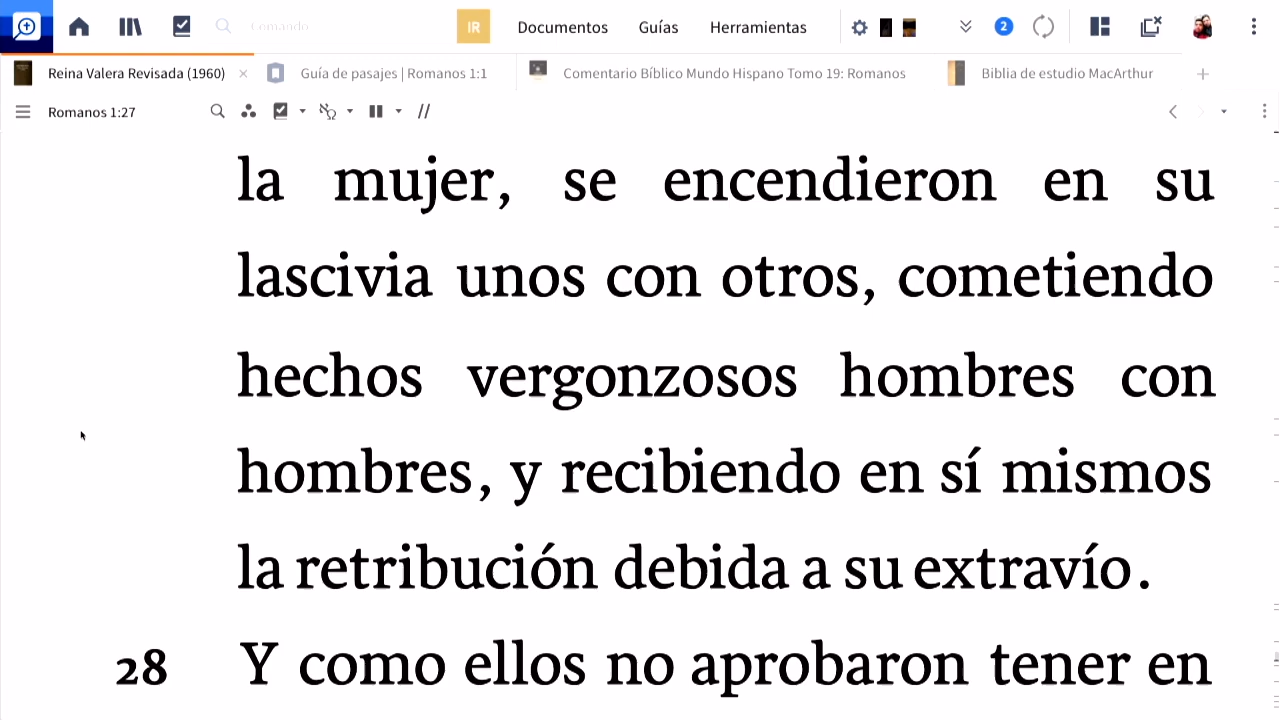 Comando
IR
Documentos
Guías
Herramientas
2
Reina Valera Revisada (1960)
Guía de pasajes | Romanos 1:1
Comentario Bíblico Mundo Hispano Tomo 19: Romanos
Biblia de estudio MacArthur
Romanos 1:27
la mujer, se encendieron en su
lascivia unos con otros, cometiendo
hechos vergonzosos hombres con
hombres, y recibiendo en sí mismos
la retribución debida a su extravío.
28 Y como ellos no aprobaron tener en